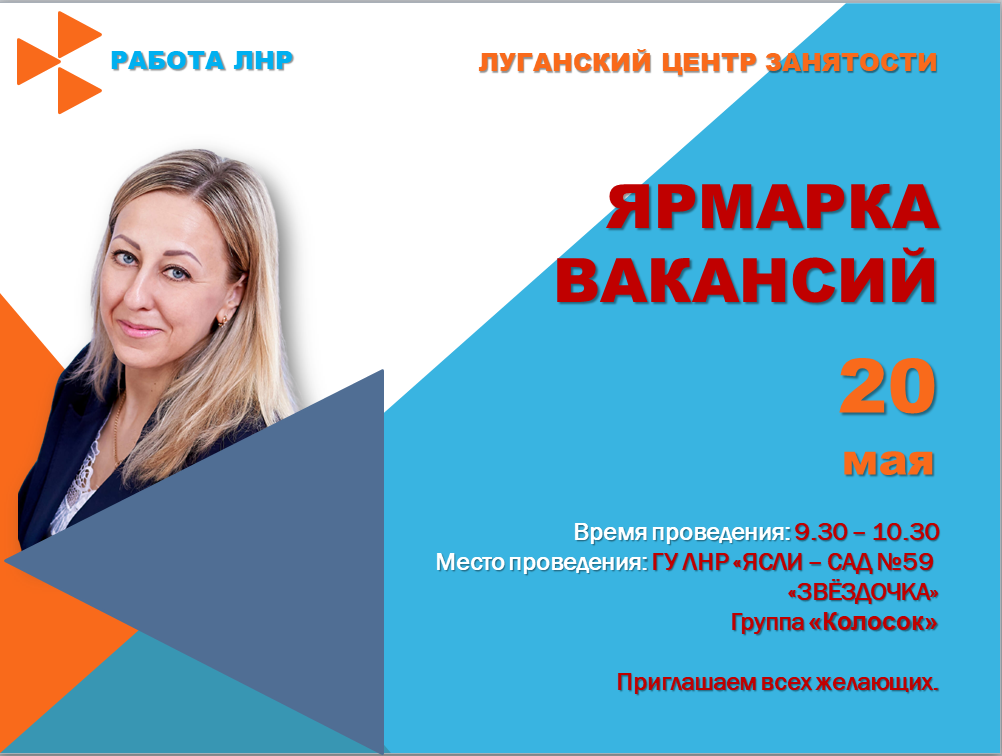 РАБОТА ЛНР
ЛУГАНСКИЙ ЦЕНТР ЗАНЯТОСТИ
ЯРМАРКА
ВАКАНСИЙ
20
мая
Время проведения: 9.30 – 10.30
Место проведения: ГУ ЛНР «ЯСЛИ – САД №59
«ЗВЁЗДОЧКА»
Группа «Колосок»
Приглашаем всех желающих.